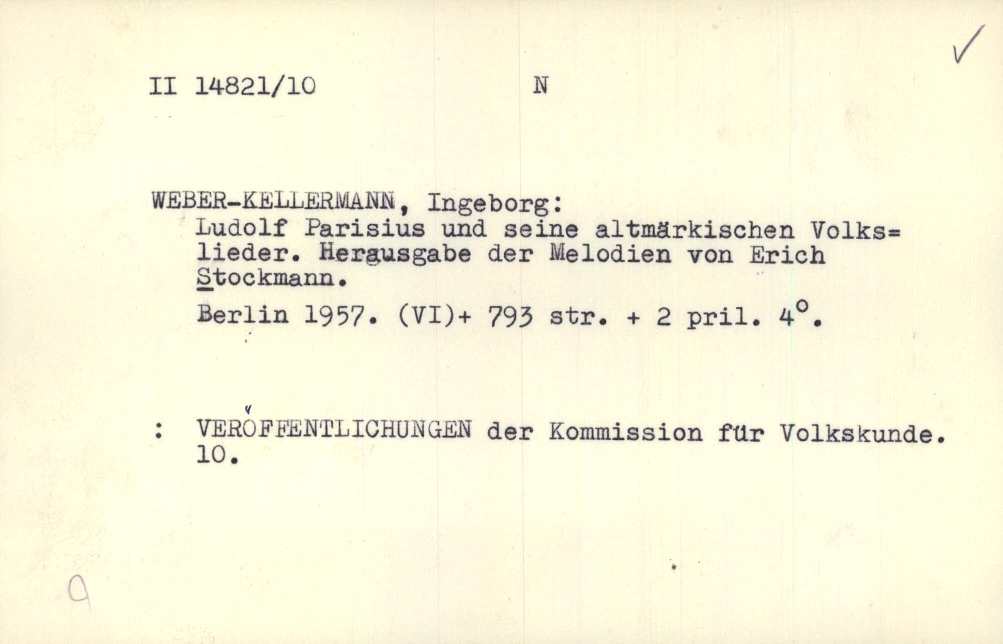 II 14821/10 N
WEBER-KELLERMANN, Ingeborg:
Ludolf Parisius und seine altmärkischen Volks=
lieder. Herausgabe der Melodien von Erich
Stockmann.
Berlin 1957. (VI)+ 793 str. + 2 pril. 4°.
: VERÖFFENTLICHUNGEN der Kommission für Volkskunde.
10.